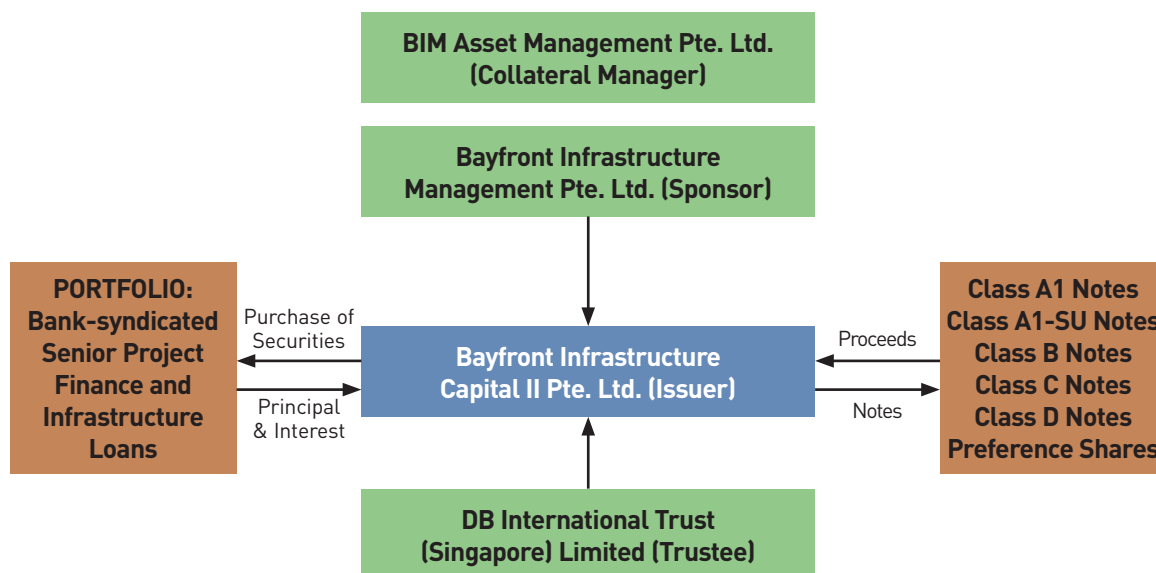 BIM Asset Management Pte. Ltd.
(Collateral Manager)
Bayfront Infrastructure
Management Pte. Ltd. (Sponsor)
PORTFOLIO:
Bank-syndicated
Senior Project
Finance and
Infrastructure
Loans
Purchase of
Securities
Principal
& Interest
Bayfront Infrastructure
Capital II Pte. Ltd. (Issuer)
Proceeds
Notes
Class A1 Notes
Class A1-SU Notes
Class B Notes
Class C Notes
Class D Notes
Preference Shares
DB International Trust
(Singapore) Limited (Trustee)